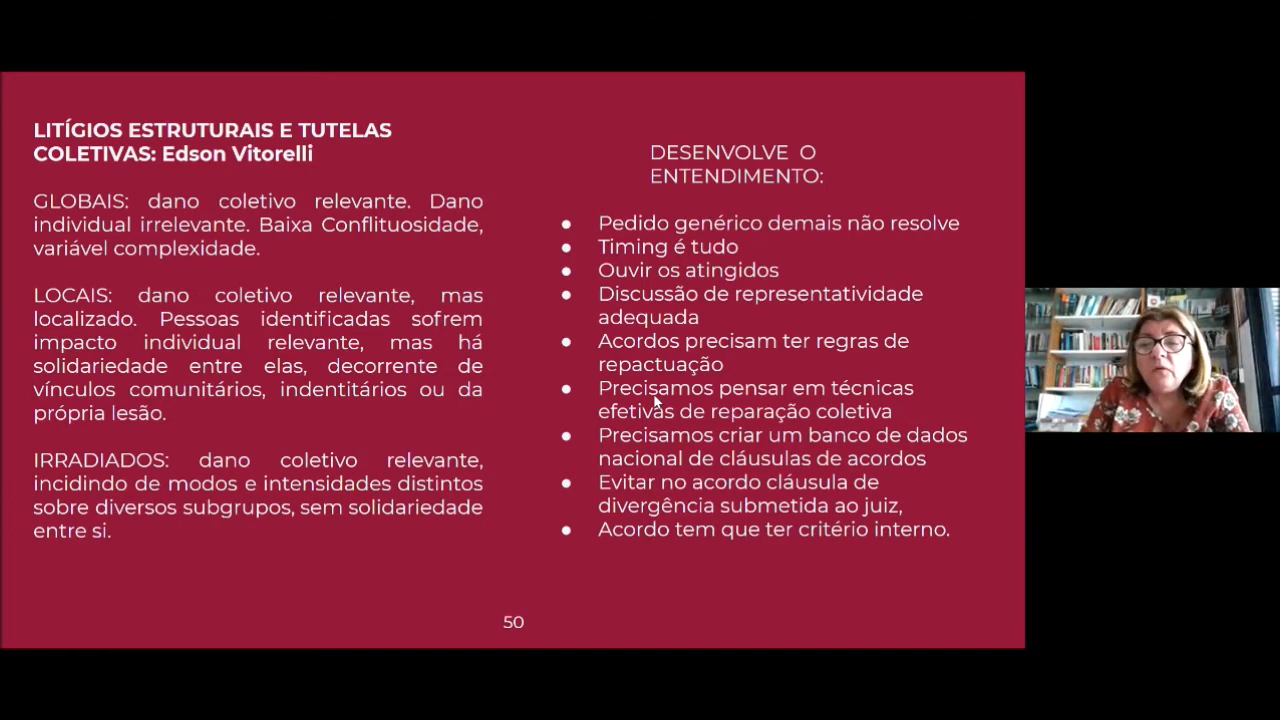 LITÍGIOS ESTRUTURAIS E TUTELAS
COLETIVAS: Edson Vitorelli
GLOBAIS: dano coletivo relevante. Dano
individual irrelevante. Baixa Conflituosidade,
variável complexidade.
LOCAIS: dano coletivo relevante, mas
localizado. Pessoas identificadas sofrem
impacto individual relevante, mas há
solidariedade entre elas, decorrente de
vínculos comunitários, indentitários ou da
própria lesão.
IRRADIADOS: dano coletivo relevante,
incidindo de modos e intensidades distintos
sobre diversos subgrupos, sem solidariedade
entre si.
DESENVOLVE O
ENTENDIMENTO:
● Pedido genérico demais não resolve
● Timing é tudo
● Ouvir os atingidos
● Discussão de representatividade
adequada
● Acordos precisam ter regras de
repactuação
● Precisamos pensar em técnicas
efetivas de reparação coletiva
● Precisamos criar um banco de dados
nacional de cláusulas de acordos
● Evitar no acordo cláusula de
divergência submetida ao juiz,
● Acordo tem que ter critério interno.
50